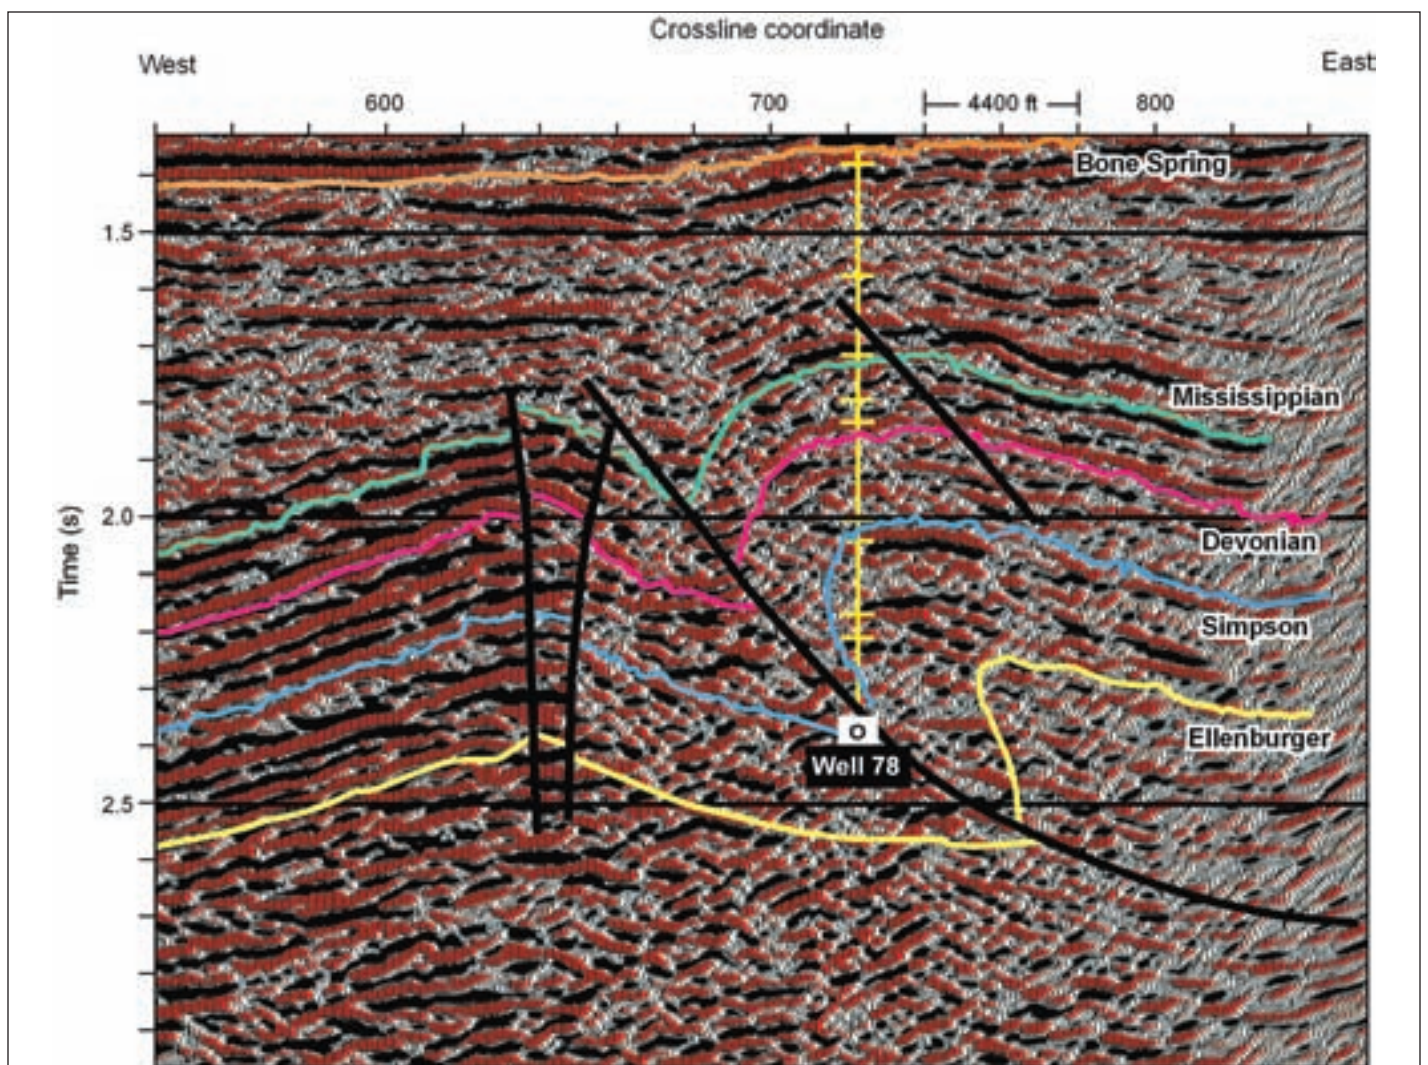 Crossline coordinate
West
East
600
700
4400 ft
800
Bone Spring
1.5
Mississippian
2.0
Devonian
Time (s)
Simpson
Ellenburger
Well 78
2.5